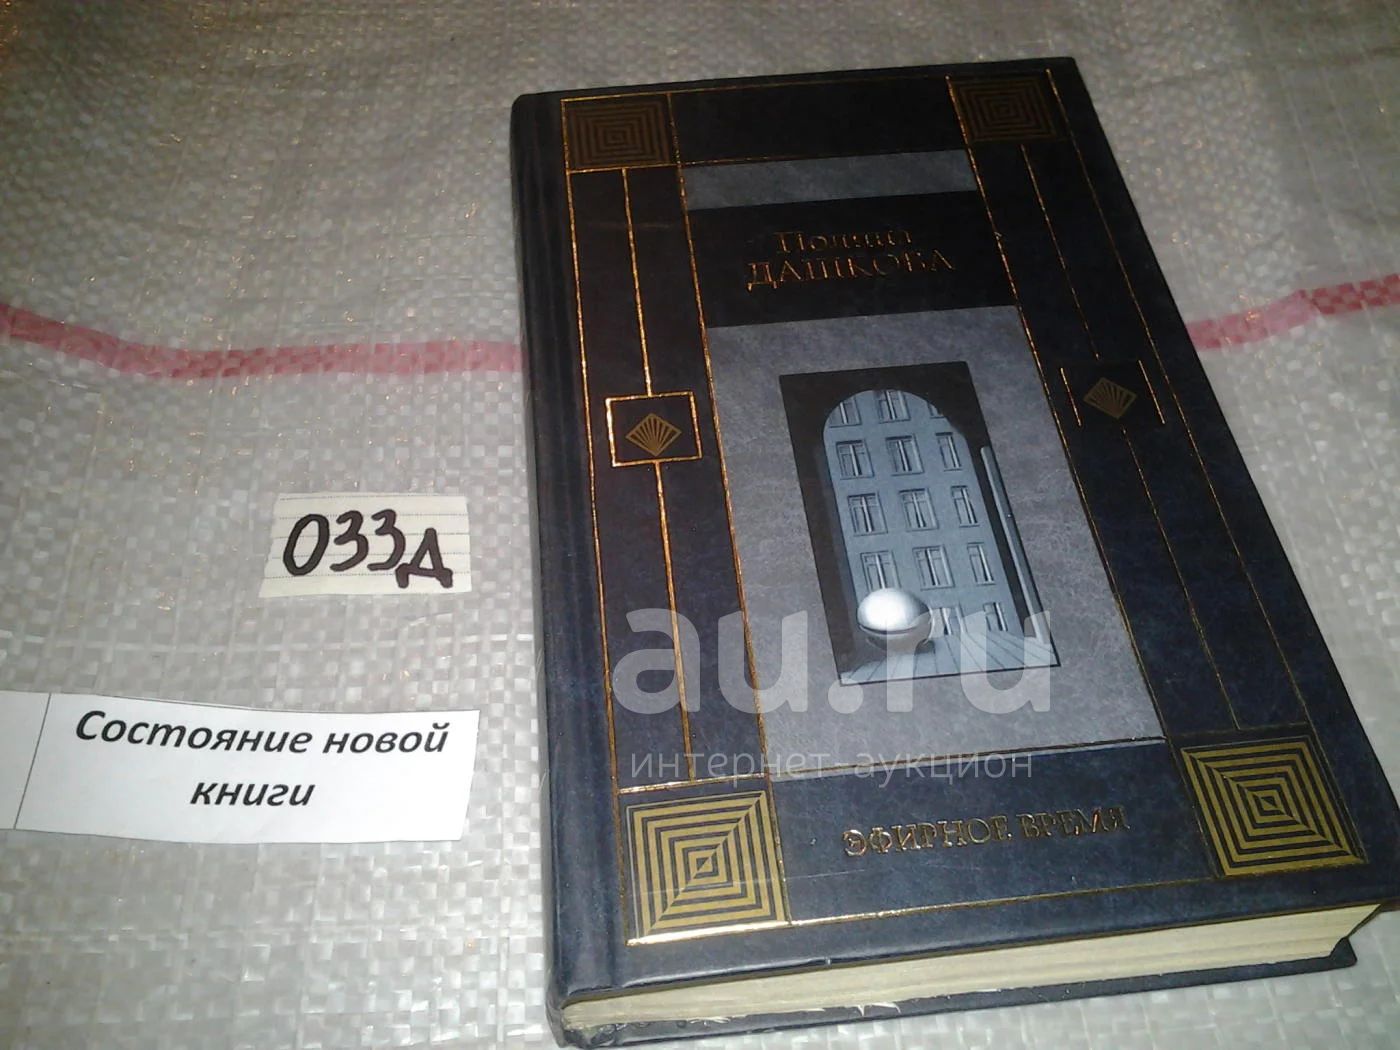 Полина
ДАШКОВА
033д
au.ru
интернет-аукцион
Состояние новой
книги
ЭФИРНОЕ ВРЕМЯ